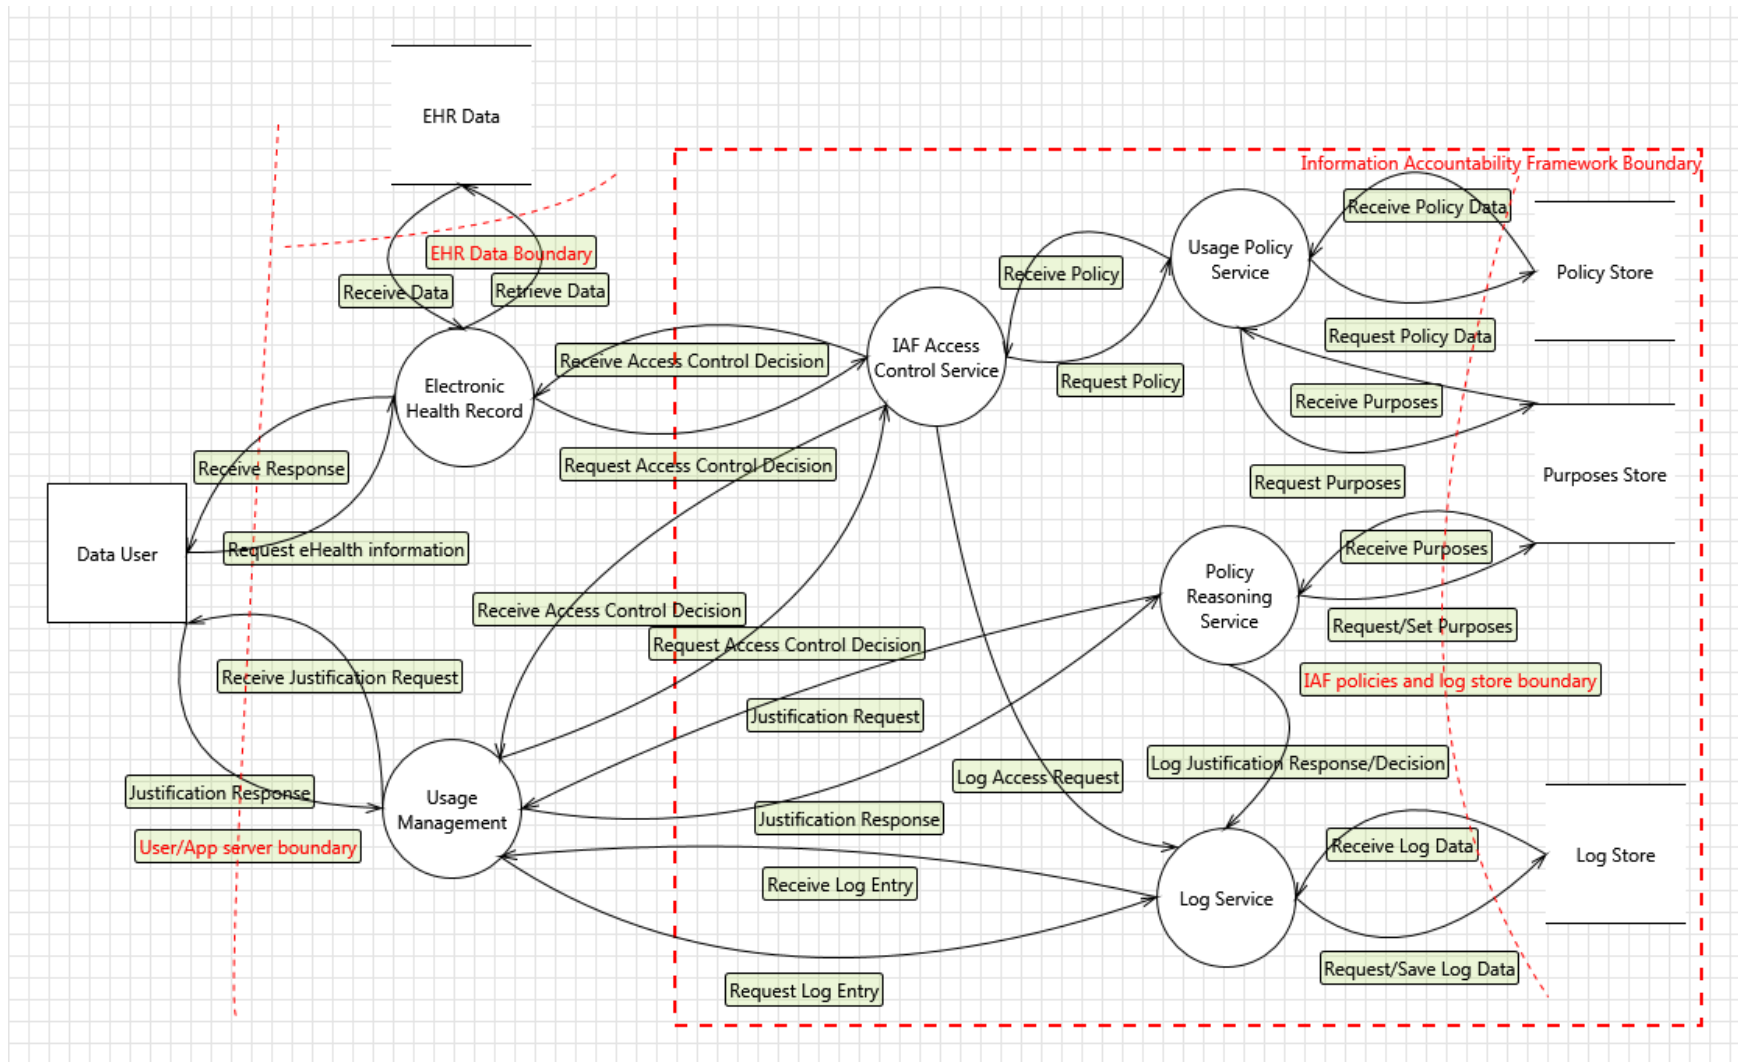 EHR Data
Information Accountability Framework Boundary
Receive Policy Data
Usage Policy
Service
EHR Data Boundary
Receive Policy
Policy Store
Receive Data
Retrieve Data
Request Policy Data
IAF Access
Control Service
Receive Access Control Decision
Request Policy
Electronic
Health Record
Receive Purposes
Receive Response
Request Access Control Decision
Request Purposes
Purposes Store
Data User
Request eHealth information
Receive Purposes
Policy
Reasoning
Service
Receive Access Control Decision
Request/Set Purposes
Request Access Control Decision
Receive Justification Request
IAF policies and log store boundary
Justification Request
Log Justification Response/Decision
Log Access Request
Justification Response
Usage
Management
Justification Response
User/App server boundary
Receive Log Data
Log Store
Receive Log Entry
Log Service
Request/Save Log Data
Request Log Entry